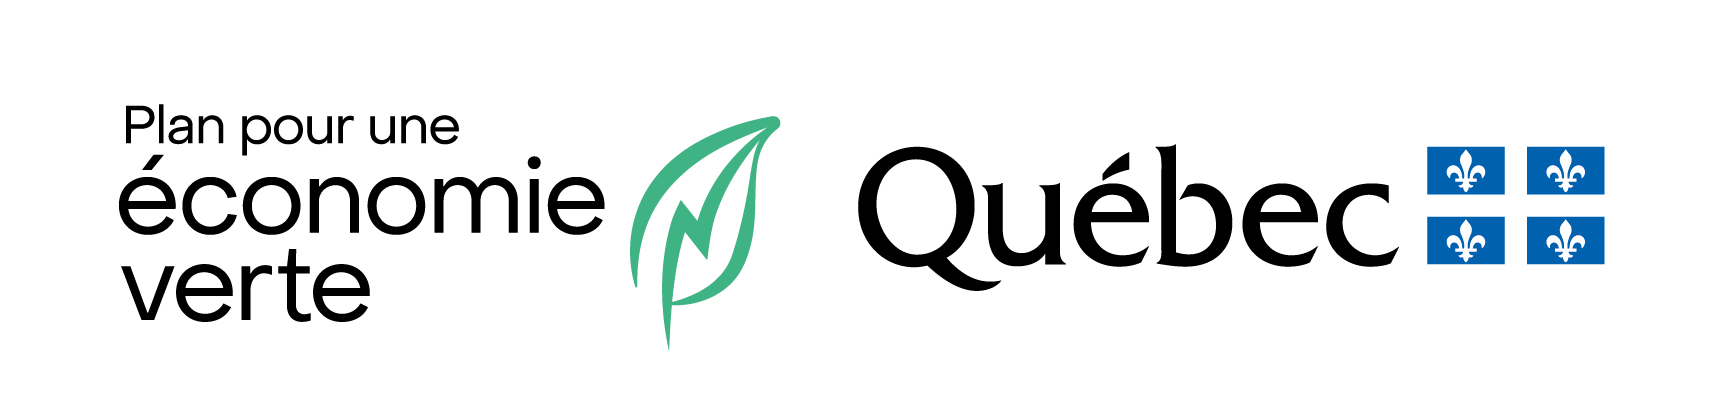 Plan pour une
économie
verte
Québec